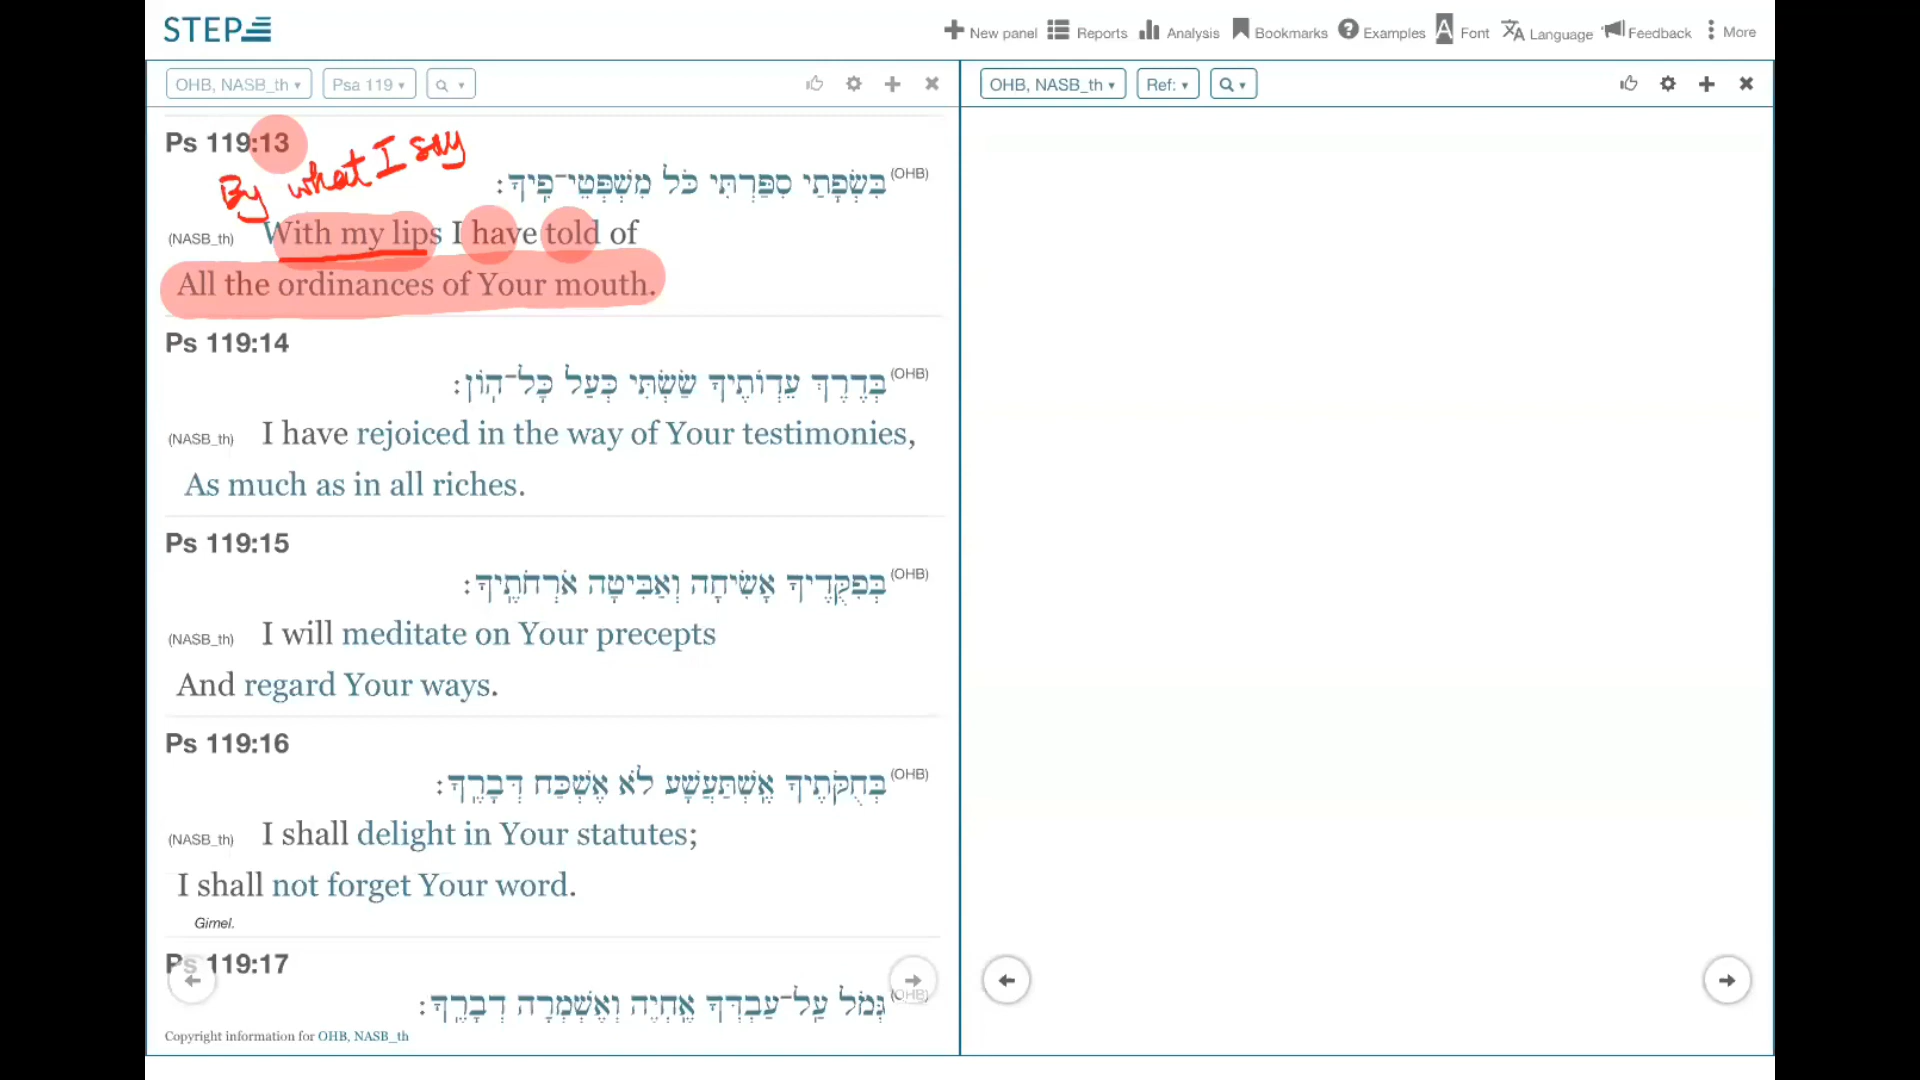 STEP
New panel Reports Analysis Bookmarks Examples Font Language Feedback More
OHB, NASB_th Psa 119
OHB, NASB_th Ref:
Ps 119:13
By what I say
בִּשְׂפָתַי סִפַּרְתִּי כֹּל מִשְׁפְּטֵי־פִֽיךָ׃ (OHB)
(NASB_th) With my lips I have told of
All the ordinances of Your mouth.
Ps 119:14
בְּדֶרֶךְ עֵדְוֺתֶיךָ שַׂשְׂתִּי כְּעַל כָּל־הֽוֹן׃ (OHB)
(NASB_th) I have rejoiced in the way of Your testimonies,
As much as in all riches.
Ps 119:15
בְּפִקֻּדֶיךָ אָשִׂיחָה וְאַבִּיטָה אֹרְחֹתֶֽיךָ׃ (OHB)
(NASB_th) I will meditate on Your precepts
And regard Your ways.
Ps 119:16
בְּחֻקֹּתֶיךָ אֶֽשְׁתַּעֲשָׁע לֹא אֶשְׁכַּח דְּבָרֶֽךָ׃ (OHB)
(NASB_th) I shall delight in Your statutes;
I shall not forget Your word.
Gimel.
Ps 119:17
גְּמֹל עַֽל־עַבְדְּךָ אֶֽחְיֶה וְאֶשְׁמְרָה דְבָרֶֽךָ׃ (OHB)
Copyright information for OHB, NASB_th